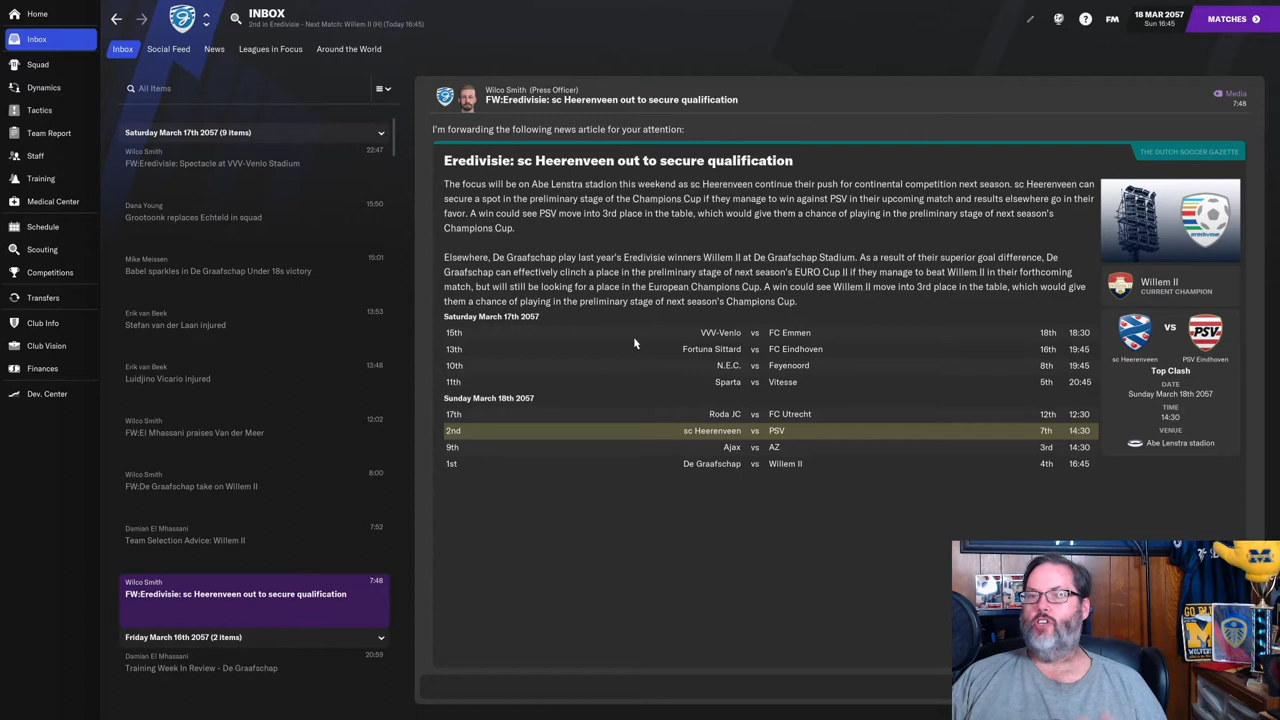 Home
Inbox
Squad
Dynamics
Tactics
Team Report
Staff
Training
Medical Center
Schedule
Scouting
Competitions
Transfers
Club Info
Club Vision
Finances
Dev. Center
INBOX
2nd in Eredivisie - Next Match: Willem II (H) (Today 16:45)
FM
18 MAR 2057
Sun 16:45
MATCHES
Inbox
Social Feed
News
Leagues in Focus
Around the World
All Items
Saturday March 17th 2057 (9 items)
Wilco Smith 22:47
FW:Eredivisie: Spectacle at VVV-Venlo Stadium
Dana Young 15:50
Grootoonk replaces Echteld in squad
Mike Meissen 15:01
Babel sparkles in De Graafschap Under 18s victory
Erik van Beek 13:53
Stefan van der Laan injured
Erik van Beek 13:48
Luidjino Vicario injured
Wilco Smith 12:02
FW:El Mhassani praises Van der Meer
Wilco Smith 8:00
FW:De Graafschap take on Willem II
Damian El Mhassani 7:52
Team Selection Advice: Willem II
Wilco Smith 7:48
FW:Eredivisie: sc Heerenveen out to secure qualification
Friday March 16th 2057 (2 items)
Damian El Mhassani 20:59
Training Week In Review - De Graafschap
Wilco Smith (Press Officer)
FW:Eredivisie: sc Heerenveen out to secure qualification
Media
7:48
I'm forwarding the following news article for your attention:
Eredivisie: sc Heerenveen out to secure qualification
THE DUTCH SOCCER GAZETTE
The focus will be on Abe Lenstra stadion this weekend as sc Heerenveen continue their push for continental competition next season. sc Heerenveen can
secure a spot in the preliminary stage of the Champions Cup if they manage to win against PSV in their upcoming match and results elsewhere go in their
favor. A win could see PSV move into 3rd place in the table, which would give them a chance of playing in the preliminary stage of next season's
Champions Cup.
Elsewhere, De Graafschap play last year's Eredivisie winners Willem II at De Graafschap Stadium. As a result of their superior goal difference, De
Graafschap can effectively clinch a place in the preliminary stage of next season's EURO Cup II if they manage to beat Willem II in their forthcoming
match, but will still be looking for a place in the European Champions Cup. A win could see Willem II move into 3rd place in the table, which would give
them a chance of playing in the preliminary stage of next season's Champions Cup.
Saturday March 17th 2057
15th VVV-Venlo vs FC Emmen 18th 18:30
13th Fortuna Sittard vs FC Eindhoven 16th 19:45
10th N.E.C. vs Feyenoord 8th 19:45
11th Sparta vs Vitesse 5th 20:45
Sunday March 18th 2057
17th Roda JC vs FC Utrecht 12th 12:30
2nd sc Heerenveen vs PSV 7th 14:30
9th Ajax vs AZ 3rd 14:30
1st De Graafschap vs Willem II 4th 16:45
eredivisie
Willem II
CURRENT CHAMPION
VS
PSV
sc Heerenveen
PSV Eindhoven
Top Clash
DATE
Sunday March 18th 2057
TIME
14:30
VENUE
Abe Lenstra stadion
M
GO BLUE
M